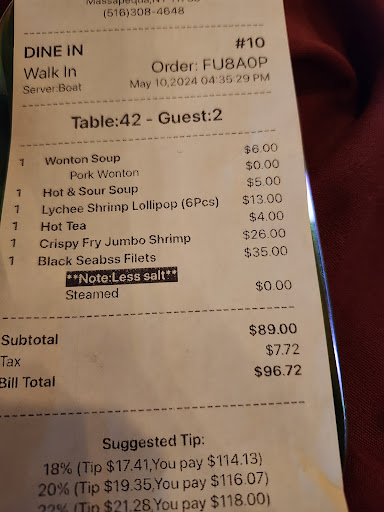 Massapequa, NY 11758
(516)308-4648
DINE IN
#10
Walk In
Order: FU8A0P
Server:Boat
May 10,2024 04:35:29 PM
Table:42 - Guest:2
1 Wonton Soup $6.00
Pork Wonton $0.00
1 Hot & Sour Soup $5.00
1 Lychee Shrimp Lollipop (6Pcs) $13.00
1 Hot Tea $4.00
1 Crispy Fry Jumbo Shrimp $26.00
1 Black Seabss Filets $35.00
**Note:Less salt**
Steamed $0.00
Subtotal $89.00
Tax $7.72
Bill Total $96.72
Suggested Tip:
18% (Tip $17.41,You pay $114.13)
20% (Tip $19.35,You pay $116.07)
22% (Tip $21.28,You pay $118.00)